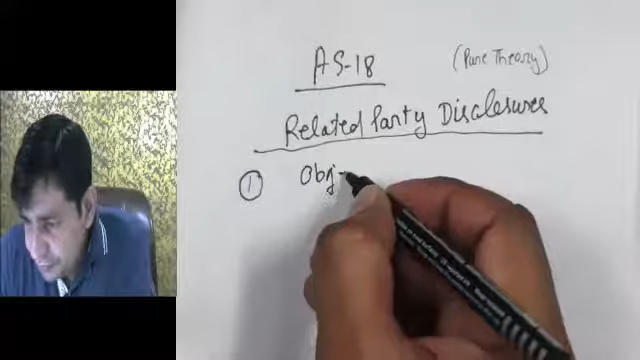 AS-18 (Pure Theory)
Related Party Disclosures
① Obj